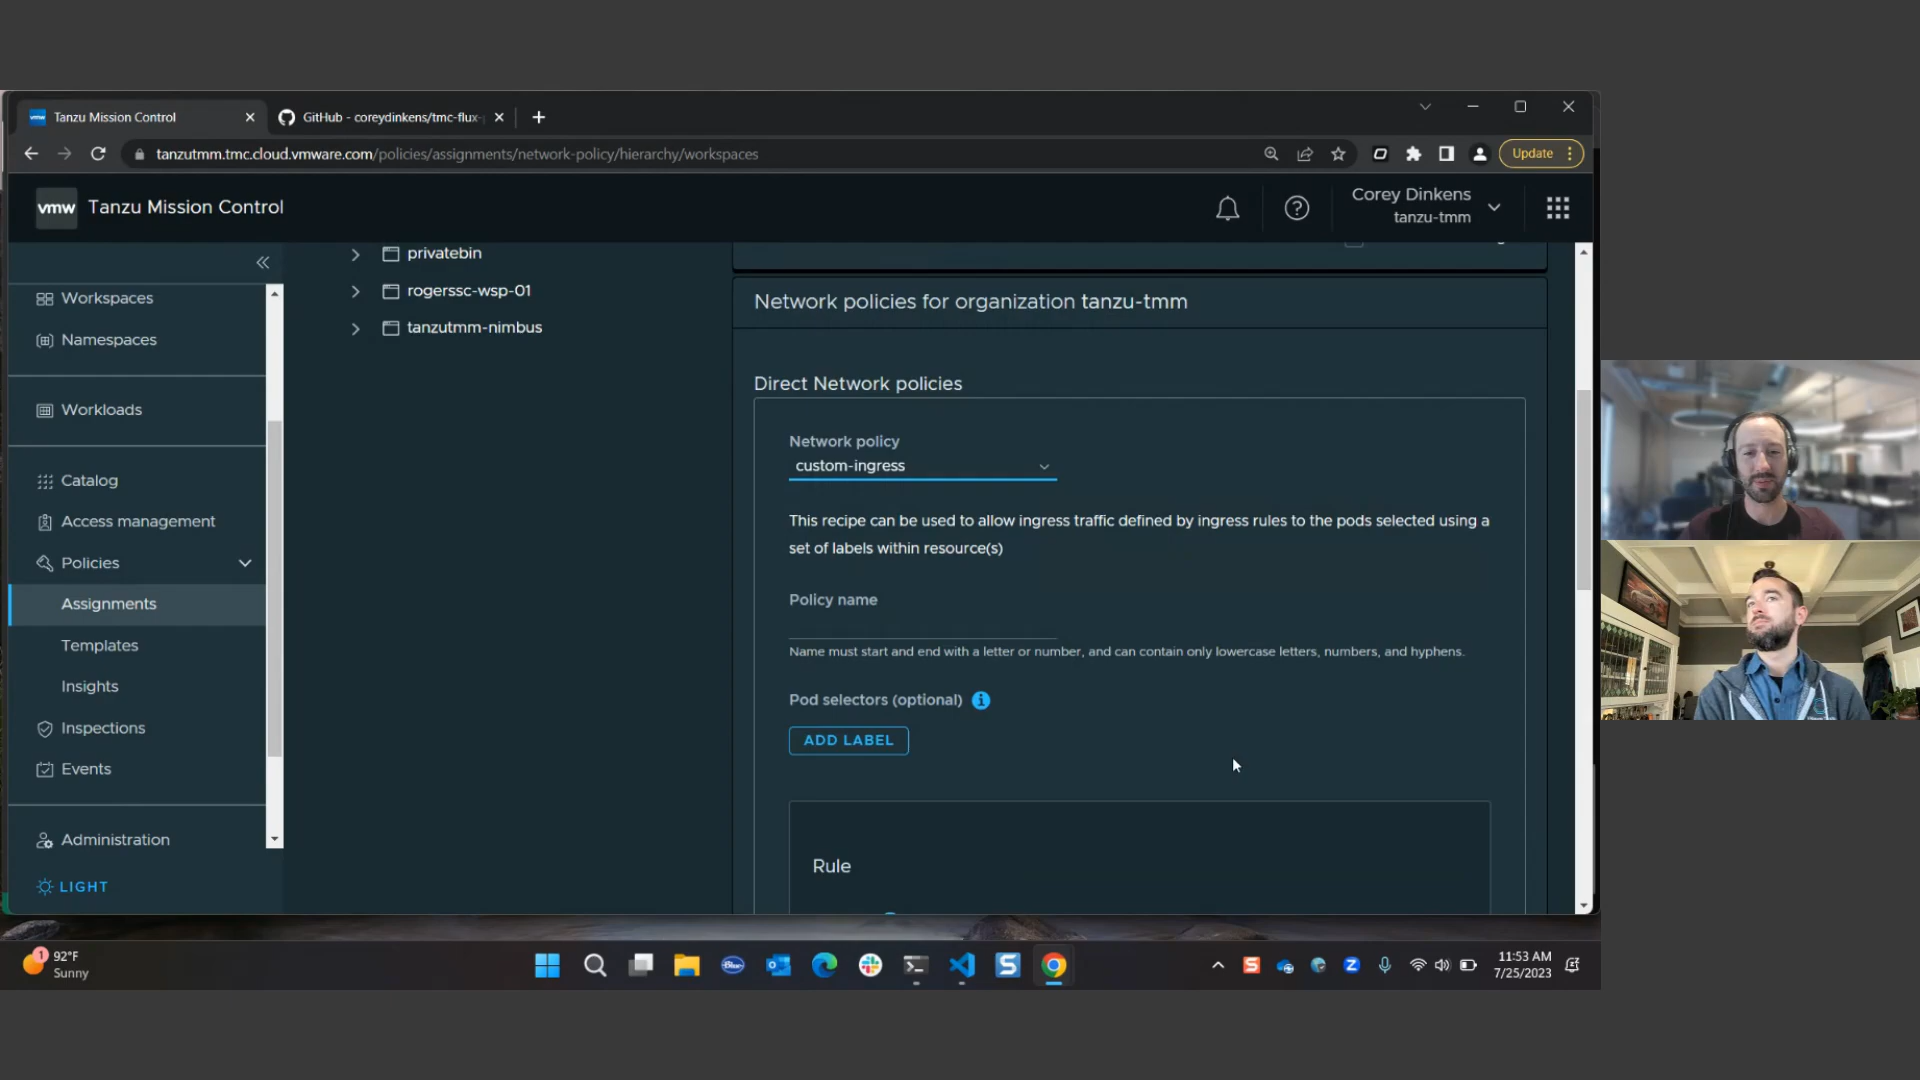 Tanzu Mission Control
GitHub - coreydinkens/tmc-flux-
tanzutmm.tmc.cloud.vmware.com/policies/assignments/network-policy/hierarchy/workspaces
Update
vmw
Tanzu Mission Control
Corey Dinkens
tanzu-tmm
Workspaces
Namespaces
Workloads
Catalog
Access management
Policies
Assignments
Templates
Insights
Inspections
Events
Administration
LIGHT
privatebin
rogerssc-wsp-01
tanzutmm-nimbus
Network policies for organization tanzu-tmm
Direct Network policies
Network policy
custom-ingress
This recipe can be used to allow ingress traffic defined by ingress rules to the pods selected using a
set of labels within resource(s)
Policy name
Name must start and end with a letter or number, and can contain only lowercase letters, numbers, and hyphens.
Pod selectors (optional)
ADD LABEL
Rule
1
92°F
Sunny
11:53 AM
7/25/2023